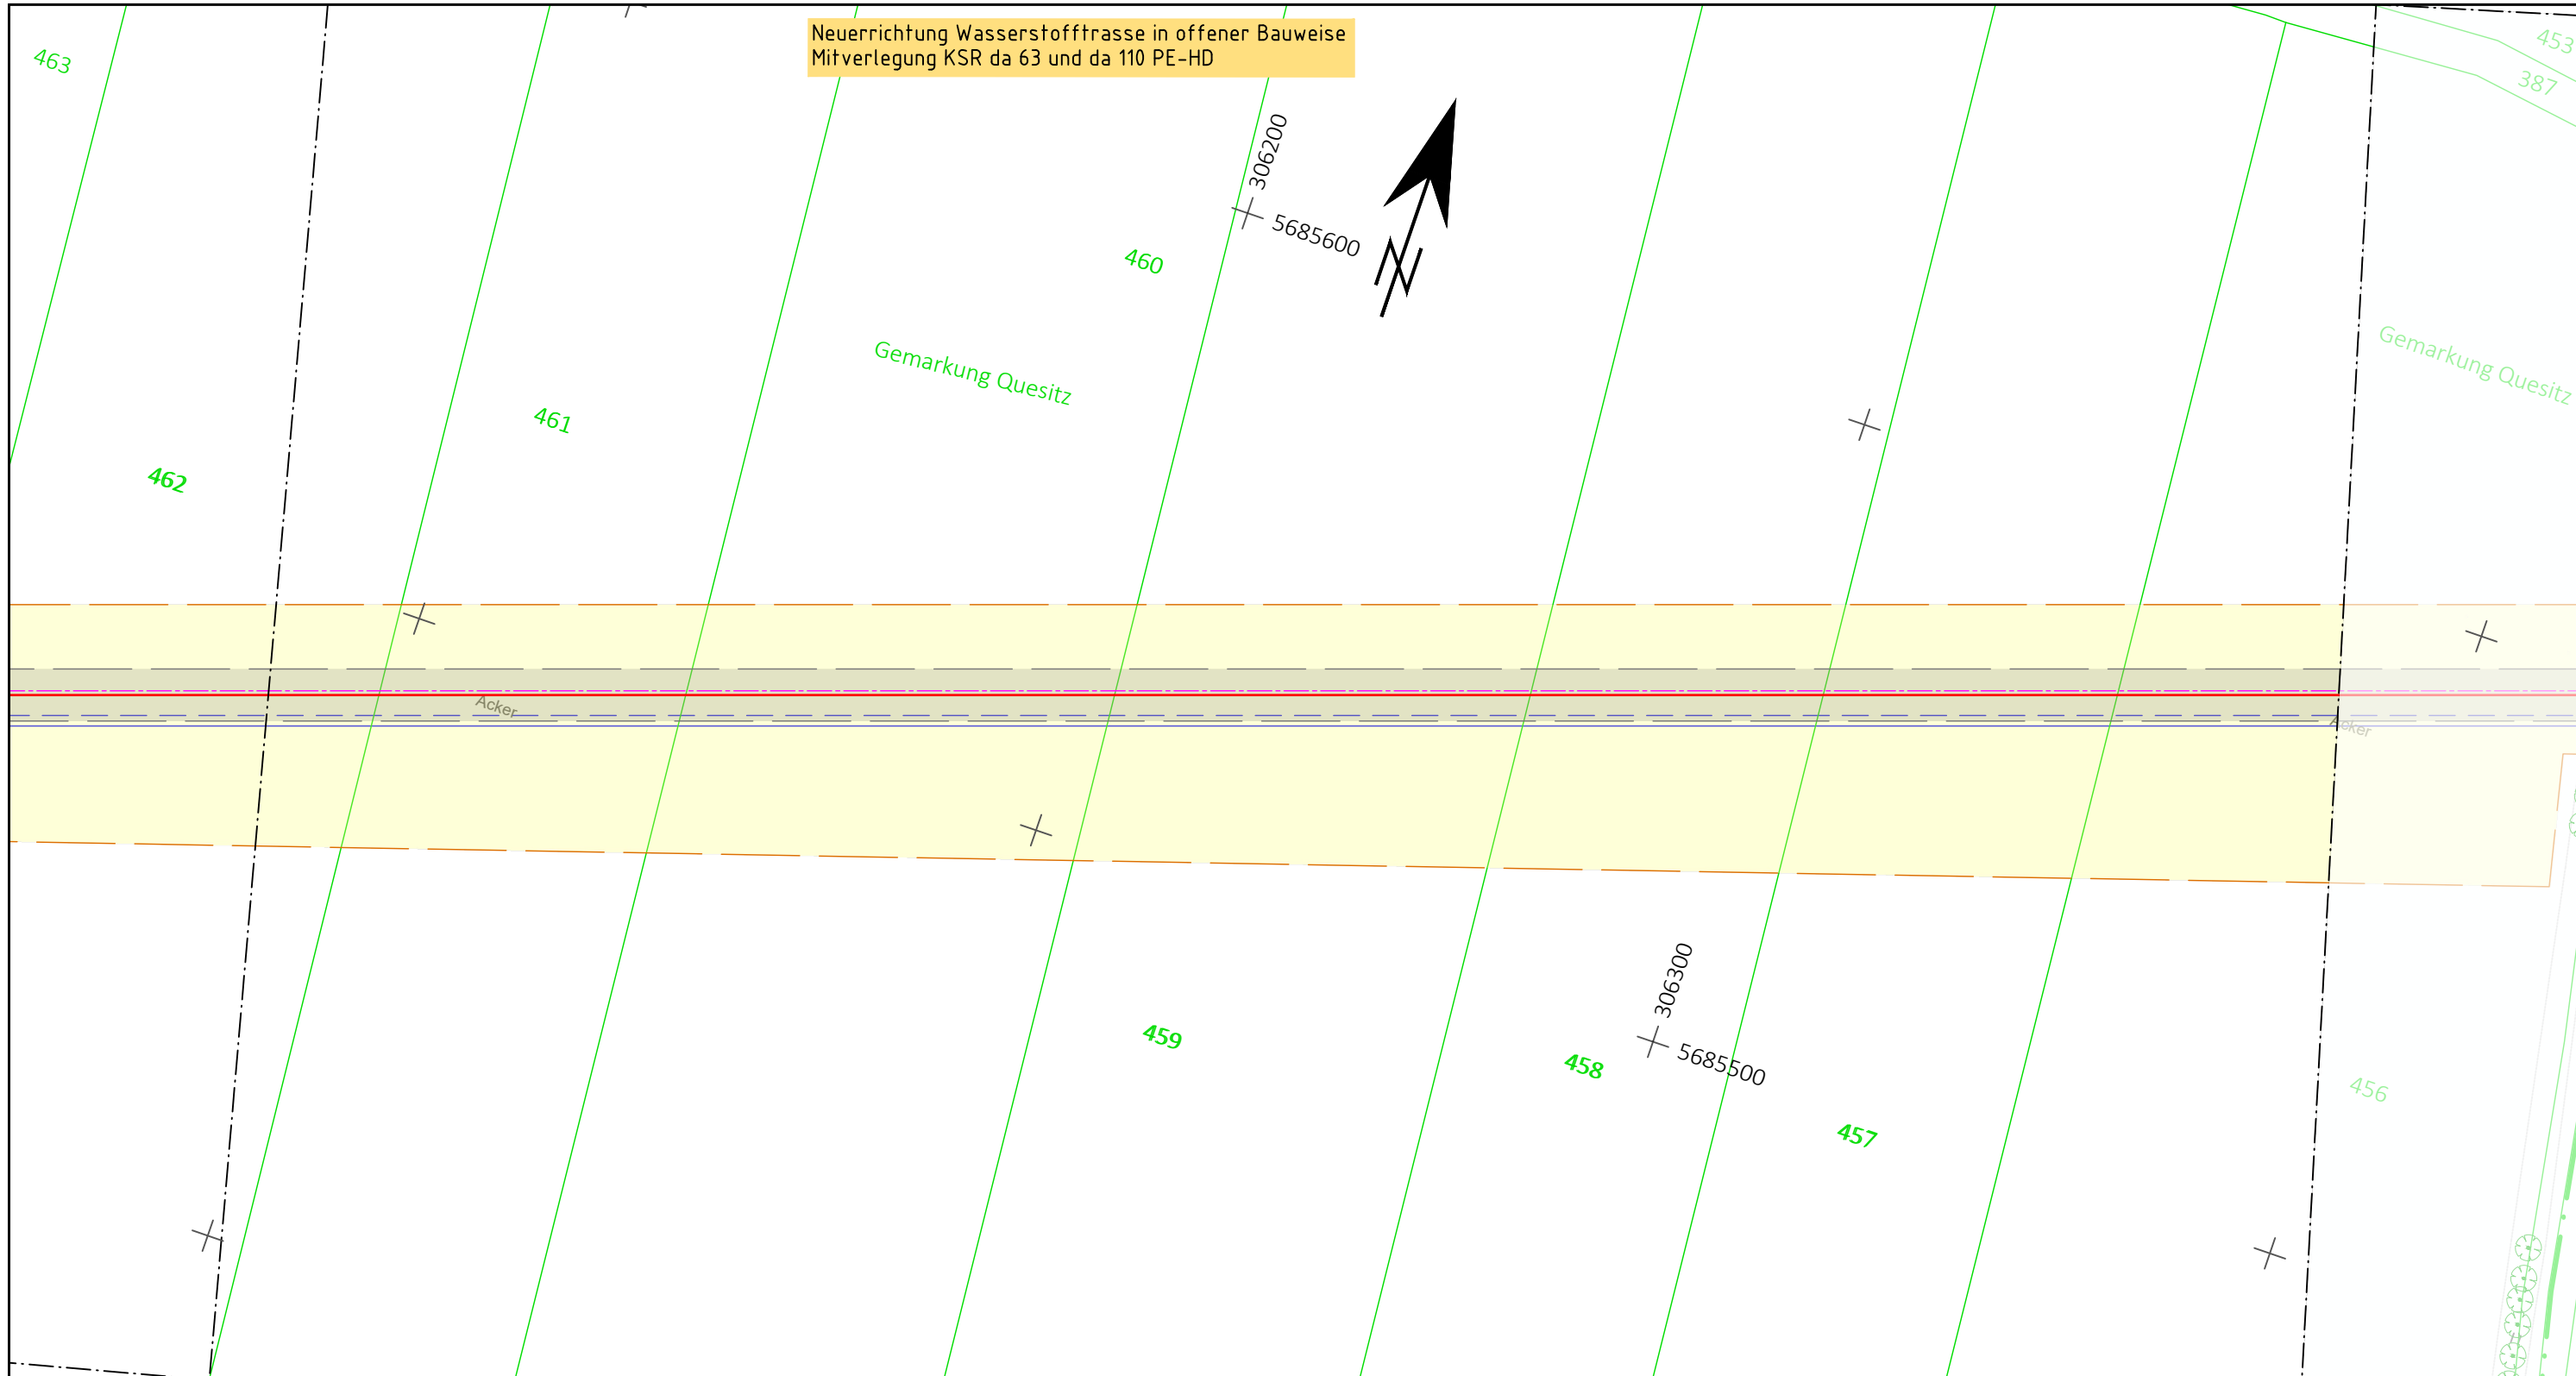 Neuerrichtung Wasserstofftrasse in offener Bauweise
Mitverlegung KSR da 63 und da 110 PE-HD
463
453
387
306200
5685600
460
N
Gemarkung Quesitz
Gemarkung Quesitz
461
462
Acker
Acker
306300
5685500
459
458
457
456